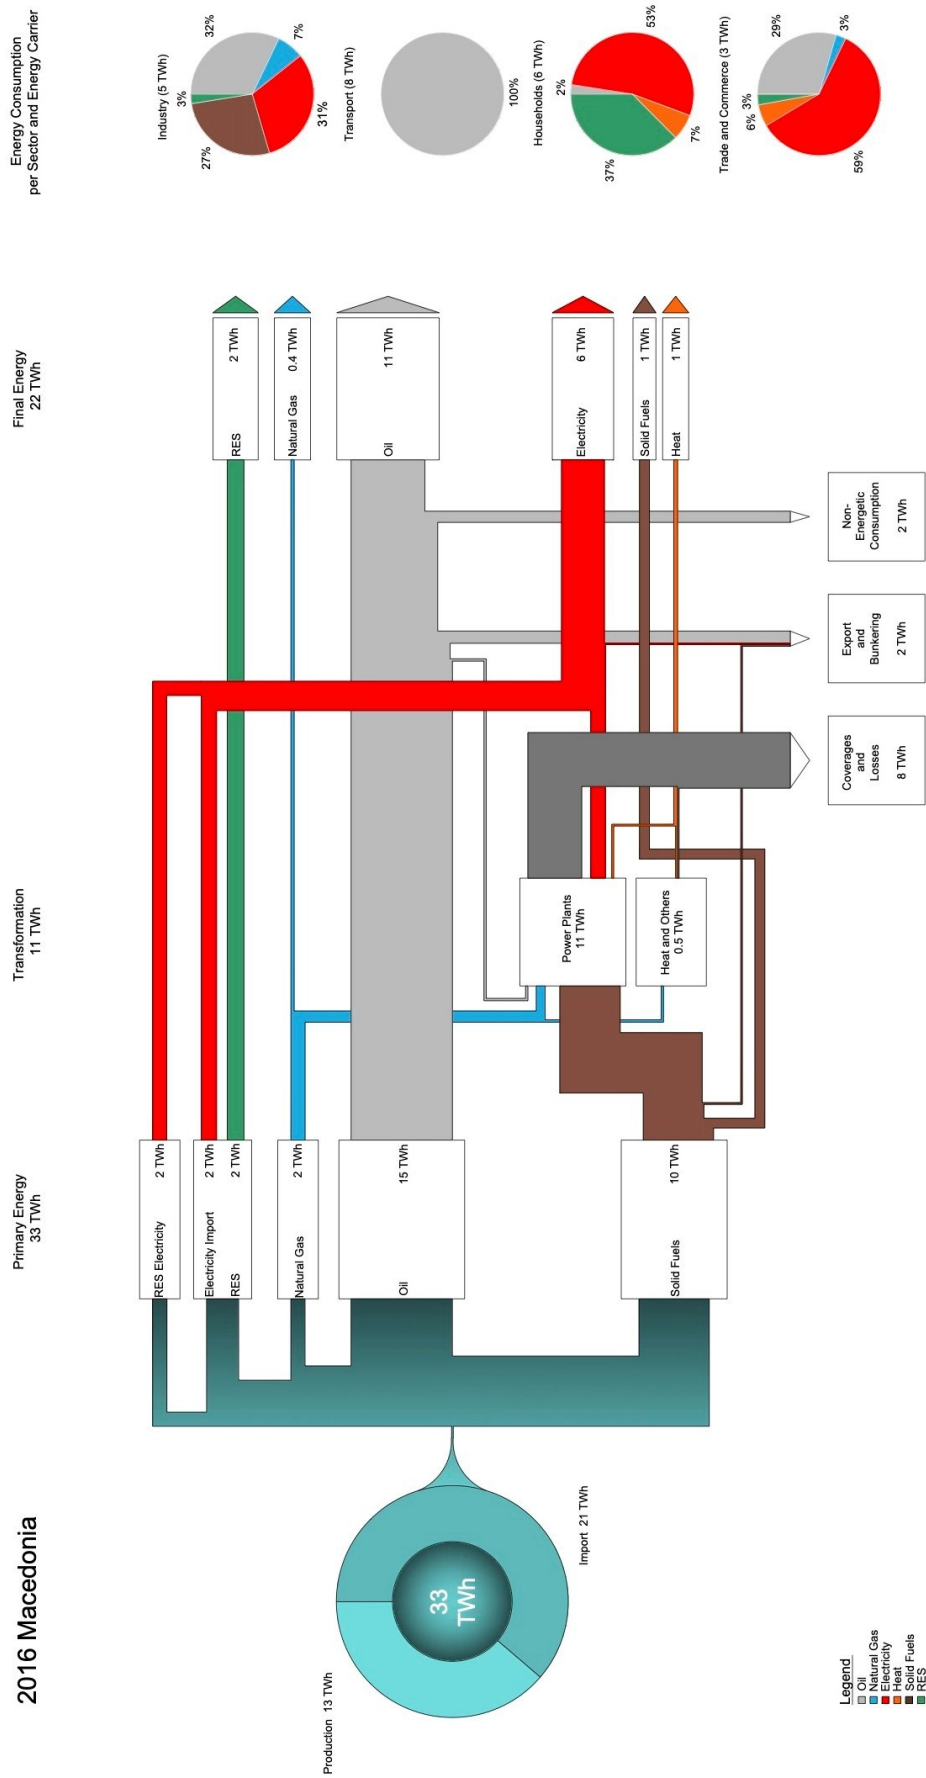 2016 Macedonia
Primary Energy
33 TWh
Transformation
11 TWh
Final Energy
22 TWh
Energy Consumption
per Sector and Energy Carrier
Production 13 TWh
33
TWh
Import 21 TWh
RES Electricity 2 TWh
Electricity Import 2 TWh
RES 2 TWh
Natural Gas 2 TWh
Oil 15 TWh
Solid Fuels 10 TWh
Power Plants
11 TWh
Heat and Others
0.5 TWh
RES 2 TWh
Natural Gas 0.4 TWh
Oil 11 TWh
Electricity 6 TWh
Solid Fuels 1 TWh
Heat 1 TWh
Coverages
and
Losses
8 TWh
Export
and
Bunkering
2 TWh
Non-
Energetic
Consumption
2 TWh
Industry (5 TWh)
32%
7%
31%
27%
3%
Transport (8 TWh)
100%
Households (6 TWh)
53%
7%
37%
2%
Trade and Commerce (3 TWh)
29%
3%
59%
6%
3%
Legend
Oil
Natural Gas
Electricity
Heat
Solid Fuels
RES